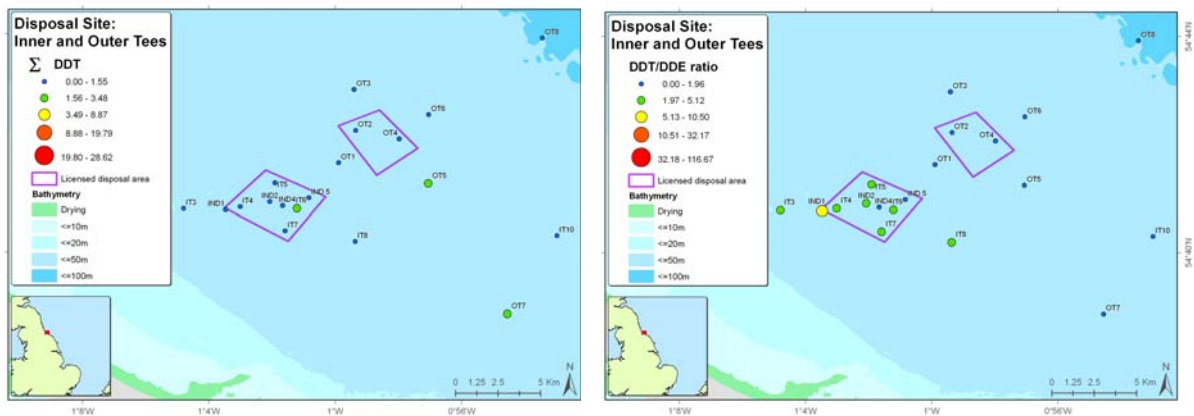 Disposal Site:
Inner and Outer Tees
Σ DDT
0.00 - 1.55
1.56 - 3.48
3.49 - 8.87
8.88 - 19.79
19.80 - 28.62
Licensed disposal area
Bathymetry
Drying
<=10m
<=20m
<=50m
<=100m
OT8
OT3
OT6
OT2
OT4
OT1
OT5
IT5
IND2
IND4
IT6
IND 5
IT3
IND1
IT4
IT7
IT8
IT10
OT7
N
0 1.25 2.5 5 Km
1°8'W
1°4'W
1°W
0°56'W
Disposal Site:
Inner and Outer Tees
DDT/DDE ratio
0.00 - 1.96
1.97 - 5.12
5.13 - 10.50
10.51 - 32.17
32.18 - 116.67
Licensed disposal area
Bathymetry
Drying
<=10m
<=20m
<=50m
<=100m
OT8
OT3
OT6
OT2
OT4
OT1
OT5
IT5
IND2
IND4
IT6
IND 5
IT3
IND1
IT4
IT7
IT8
IT10
OT7
N
0 1.25 2.5 5 Km
1°8'W
1°4'W
1°W
0°56'W
54°44'N
54°40'N